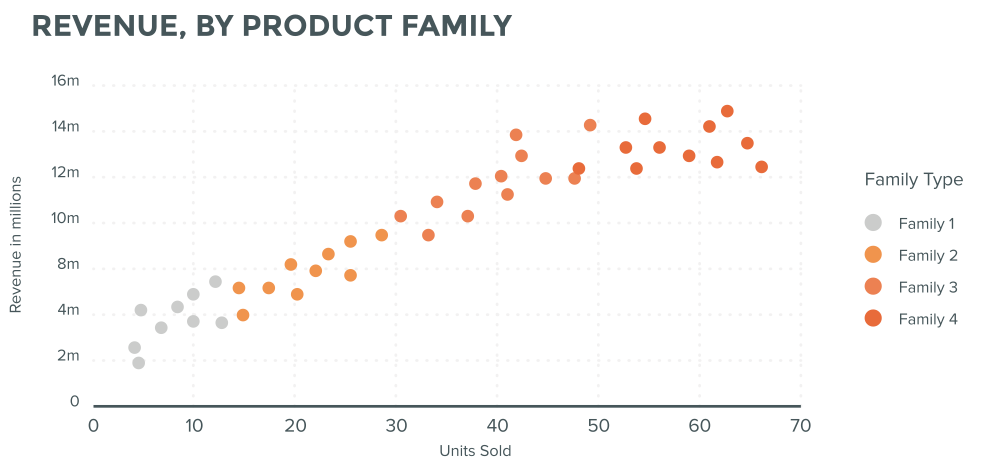 REVENUE, BY PRODUCT FAMILY
16m
14m
12m
10m
8m
4m
2m
0
Revenue in millions
0 10 20 30 40 50 60 70
Units Sold
Family Type
Family 1
Family 2
Family 3
Family 4